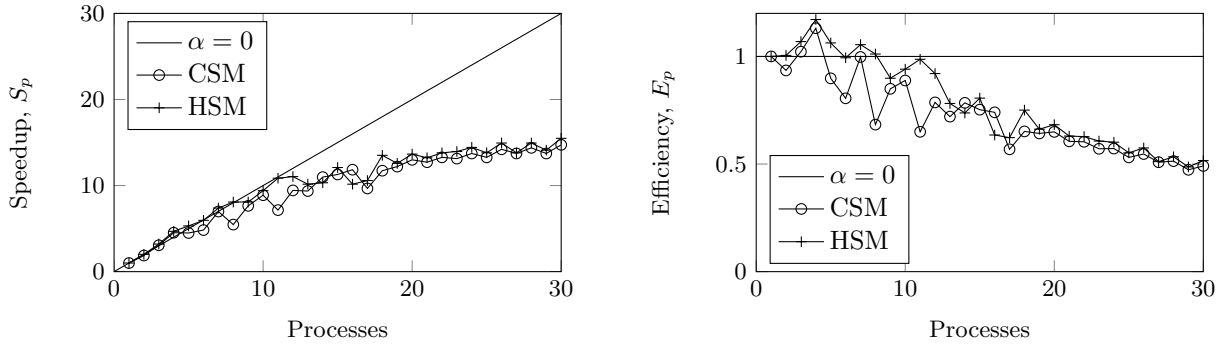 30
20
10
0
0
10
20
30
Speedup, S_p
Processes
α = 0
CSM
HSM
1
0.5
0
0
10
20
30
Efficiency, E_p
Processes
α = 0
CSM
HSM